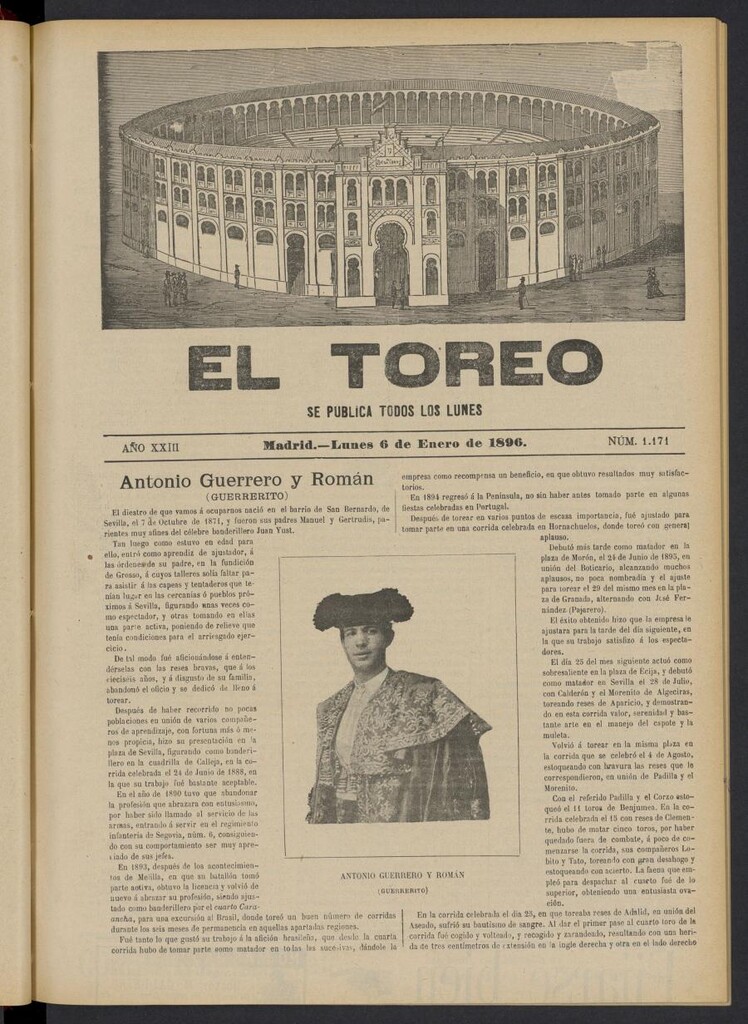 EL TOREO
SE PUBLICA TODOS LOS LUNES
AÑO XXIII
Madrid.—Lunes 6 de Enero de 1896.
NÚM. 1.171
Antonio Guerrero y Román
(GUERRERITO)
El diestro de que vamos á ocuparnos nació en el barrio de San Bernardo, de
Sevilla, el 7 de Octubre de 1871, y fueron sus padres Manuel y Gertrudis, pa-
rientes muy afines del célebre banderillero Juan Yust.
Tan luego como estuvo en edad para
ello, entró como aprendiz de ajustador, á
las órdenes de su padre, en la fundición
de Grosso, á cuyos talleres solía faltar pa-
ra asistir á las capeas y tentaderos que te-
nían lugar en las cercanías ó pueblos pró-
ximos á Sevilla, figurando unas veces co-
mo espectador, y otras tomando en ellas
una parte activa, poniendo de relieve que
tenía condiciones para el arriesgado ejer-
cicio.
De tal modo fué aficionándose á enten-
dérselas con las reses bravas, que á los
dieciséis años, y á disgusto de su familia,
abandonó el oficio y se dedicó de lleno á
torear.
Después de haber recorrido no pocas
poblaciones en unión de varios compañe-
ros de aprendizaje, con fortuna más ó me-
nos propicia, hizo su presentación en la
plaza de Sevilla, figurando como banderi-
llero en la cuadrilla de Calleja, en la co-
rrida celebrada el 24 de Junio de 1888, en
la que su trabajo fué bastante aceptable.
En el año de 1890 tuvo que abandonar
la profesión que abrazara con entusiasmo,
por haber sido llamado al servicio de las
armas, entrando á servir en el regimiento
infantería de Segovia, núm. 6, consiguien-
do con su comportamiento ser muy apre-
ciado de sus jefes.
En 1893, después de los acontecimien-
tos de Melilla, en que su batallón tomó
parte activa, obtuvo la licencia y volvió de
nuevo á abrazar su profesión, siendo ajus-
tado como banderillero por el cuarto Cara-
ancha, para una excursión al Brasil, donde toreó un buen número de corridas
durante los seis meses de permanencia en aquellas apartadas regiones.
Fué tanto lo que gustó su trabajo á la afición brasileña, que desde la cuarta
corrida hubo de tomar parte como matador en todas las sucesivas, dándole la
ANTONIO GUERRERO Y ROMÁN
(GUERRERITO)
empresa como recompensa un beneficio, en que obtuvo resultados muy satisfac-
torios.
En 1894 regresó á la Península, no sin haber antes tomado parte en algunas
fiestas celebradas en Portugal.
Después de torear en varios puntos de escasa importancia, fué ajustado para
tomar parte en una corrida celebrada en Hornachuelos, donde toreó con general
aplauso.
Debutó más tarde como matador en la
plaza de Morón, el 24 de Junio de 1895, en
unión del Boticario, alcanzando muchos
aplausos, no poca nombradía y el ajuste
para torear el 29 del mismo mes en la pla-
za de Granada, alternando con José Fer-
nández (Pajarero).
El éxito obtenido hizo que la empresa le
ajustara para la tarde del día siguiente, en
la que su trabajo satisfizo á los especta-
dores.
El día 25 del mes siguiente actuó como
sobresaliente en la plaza de Ecija, y debutó
como matador en Sevilla el 28 de Julio,
con Calderón y el Morenito de Algeciras,
toreando reses de Aparicio, y demostran-
do en esta corrida valor, serenidad y bas-
tante arte en el manejo del capote y la
muleta.
Volvió á torear en la misma plaza en
la corrida que se celebró el 4 de Agosto,
estoqueando con bravura las reses que le
correspondieron, en unión de Padilla y el
Morenito.
Con el referido Padilla y el Corzo esto-
queó el 11 toros de Benjumea. En la co-
rrida celebrada el 15 con reses de Clemen-
te, hubo de matar cinco toros, por haber
quedado fuera de combate, á poco de co-
menzarse la corrida, sus compañeros Lo-
bito y Tato, toreando con gran desahogo y
estoqueando con acierto. La faena que em-
pleó para despachar al cuarto fué de lo
superior, obteniendo una entusiasta ova-
ción.
En la corrida celebrada el día 25, en que toreaba reses de Adalid, en unión del
Aseado, sufrió su bautismo de sangre. Al dar el primer pase al cuarto toro de la
corrida fué cogido y volteado, y recogido y zarandeado, resultando con una heri-
da de tres centímetros de extensión en la ingle derecha y otra en el lado derecho